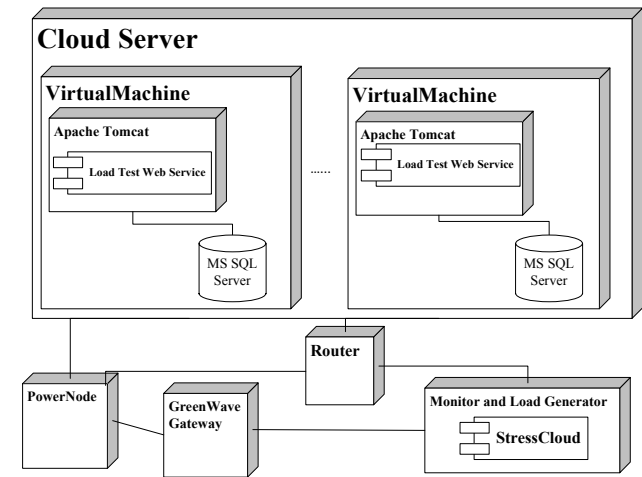 Cloud Server
VirtualMachine
Apache Tomcat
Load Test Web Service
MS SQL
Server
......
VirtualMachine
Apache Tomcat
Load Test Web Service
MS SQL
Server
Router
PowerNode
GreenWave
Gateway
Monitor and Load Generator
StressCloud